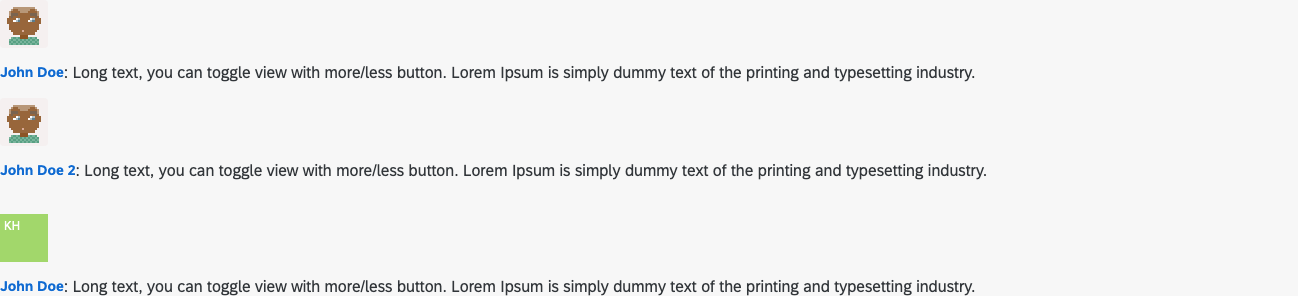 John Doe: Long text, you can toggle view with more/less button. Lorem Ipsum is simply dummy text of the printing and typesetting industry.
John Doe 2: Long text, you can toggle view with more/less button. Lorem Ipsum is simply dummy text of the printing and typesetting industry.
KH
John Doe: Long text, you can toggle view with more/less button. Lorem Ipsum is simply dummy text of the printing and typesetting industry.